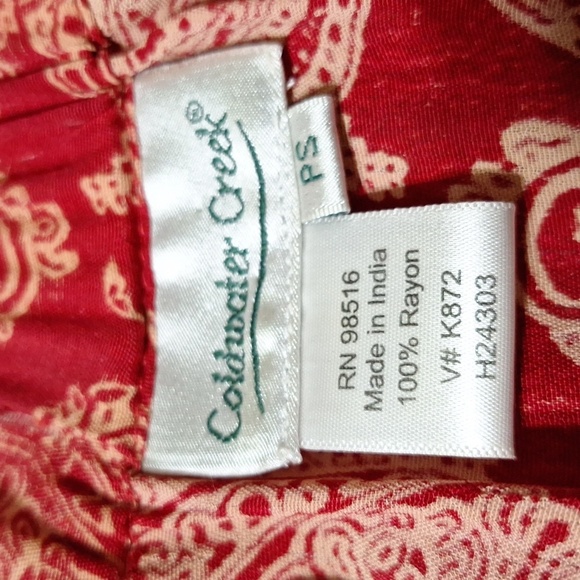 Coldwater Creek®
PS
RN 98516
Made in India
100% Rayon
V# K872
H24303